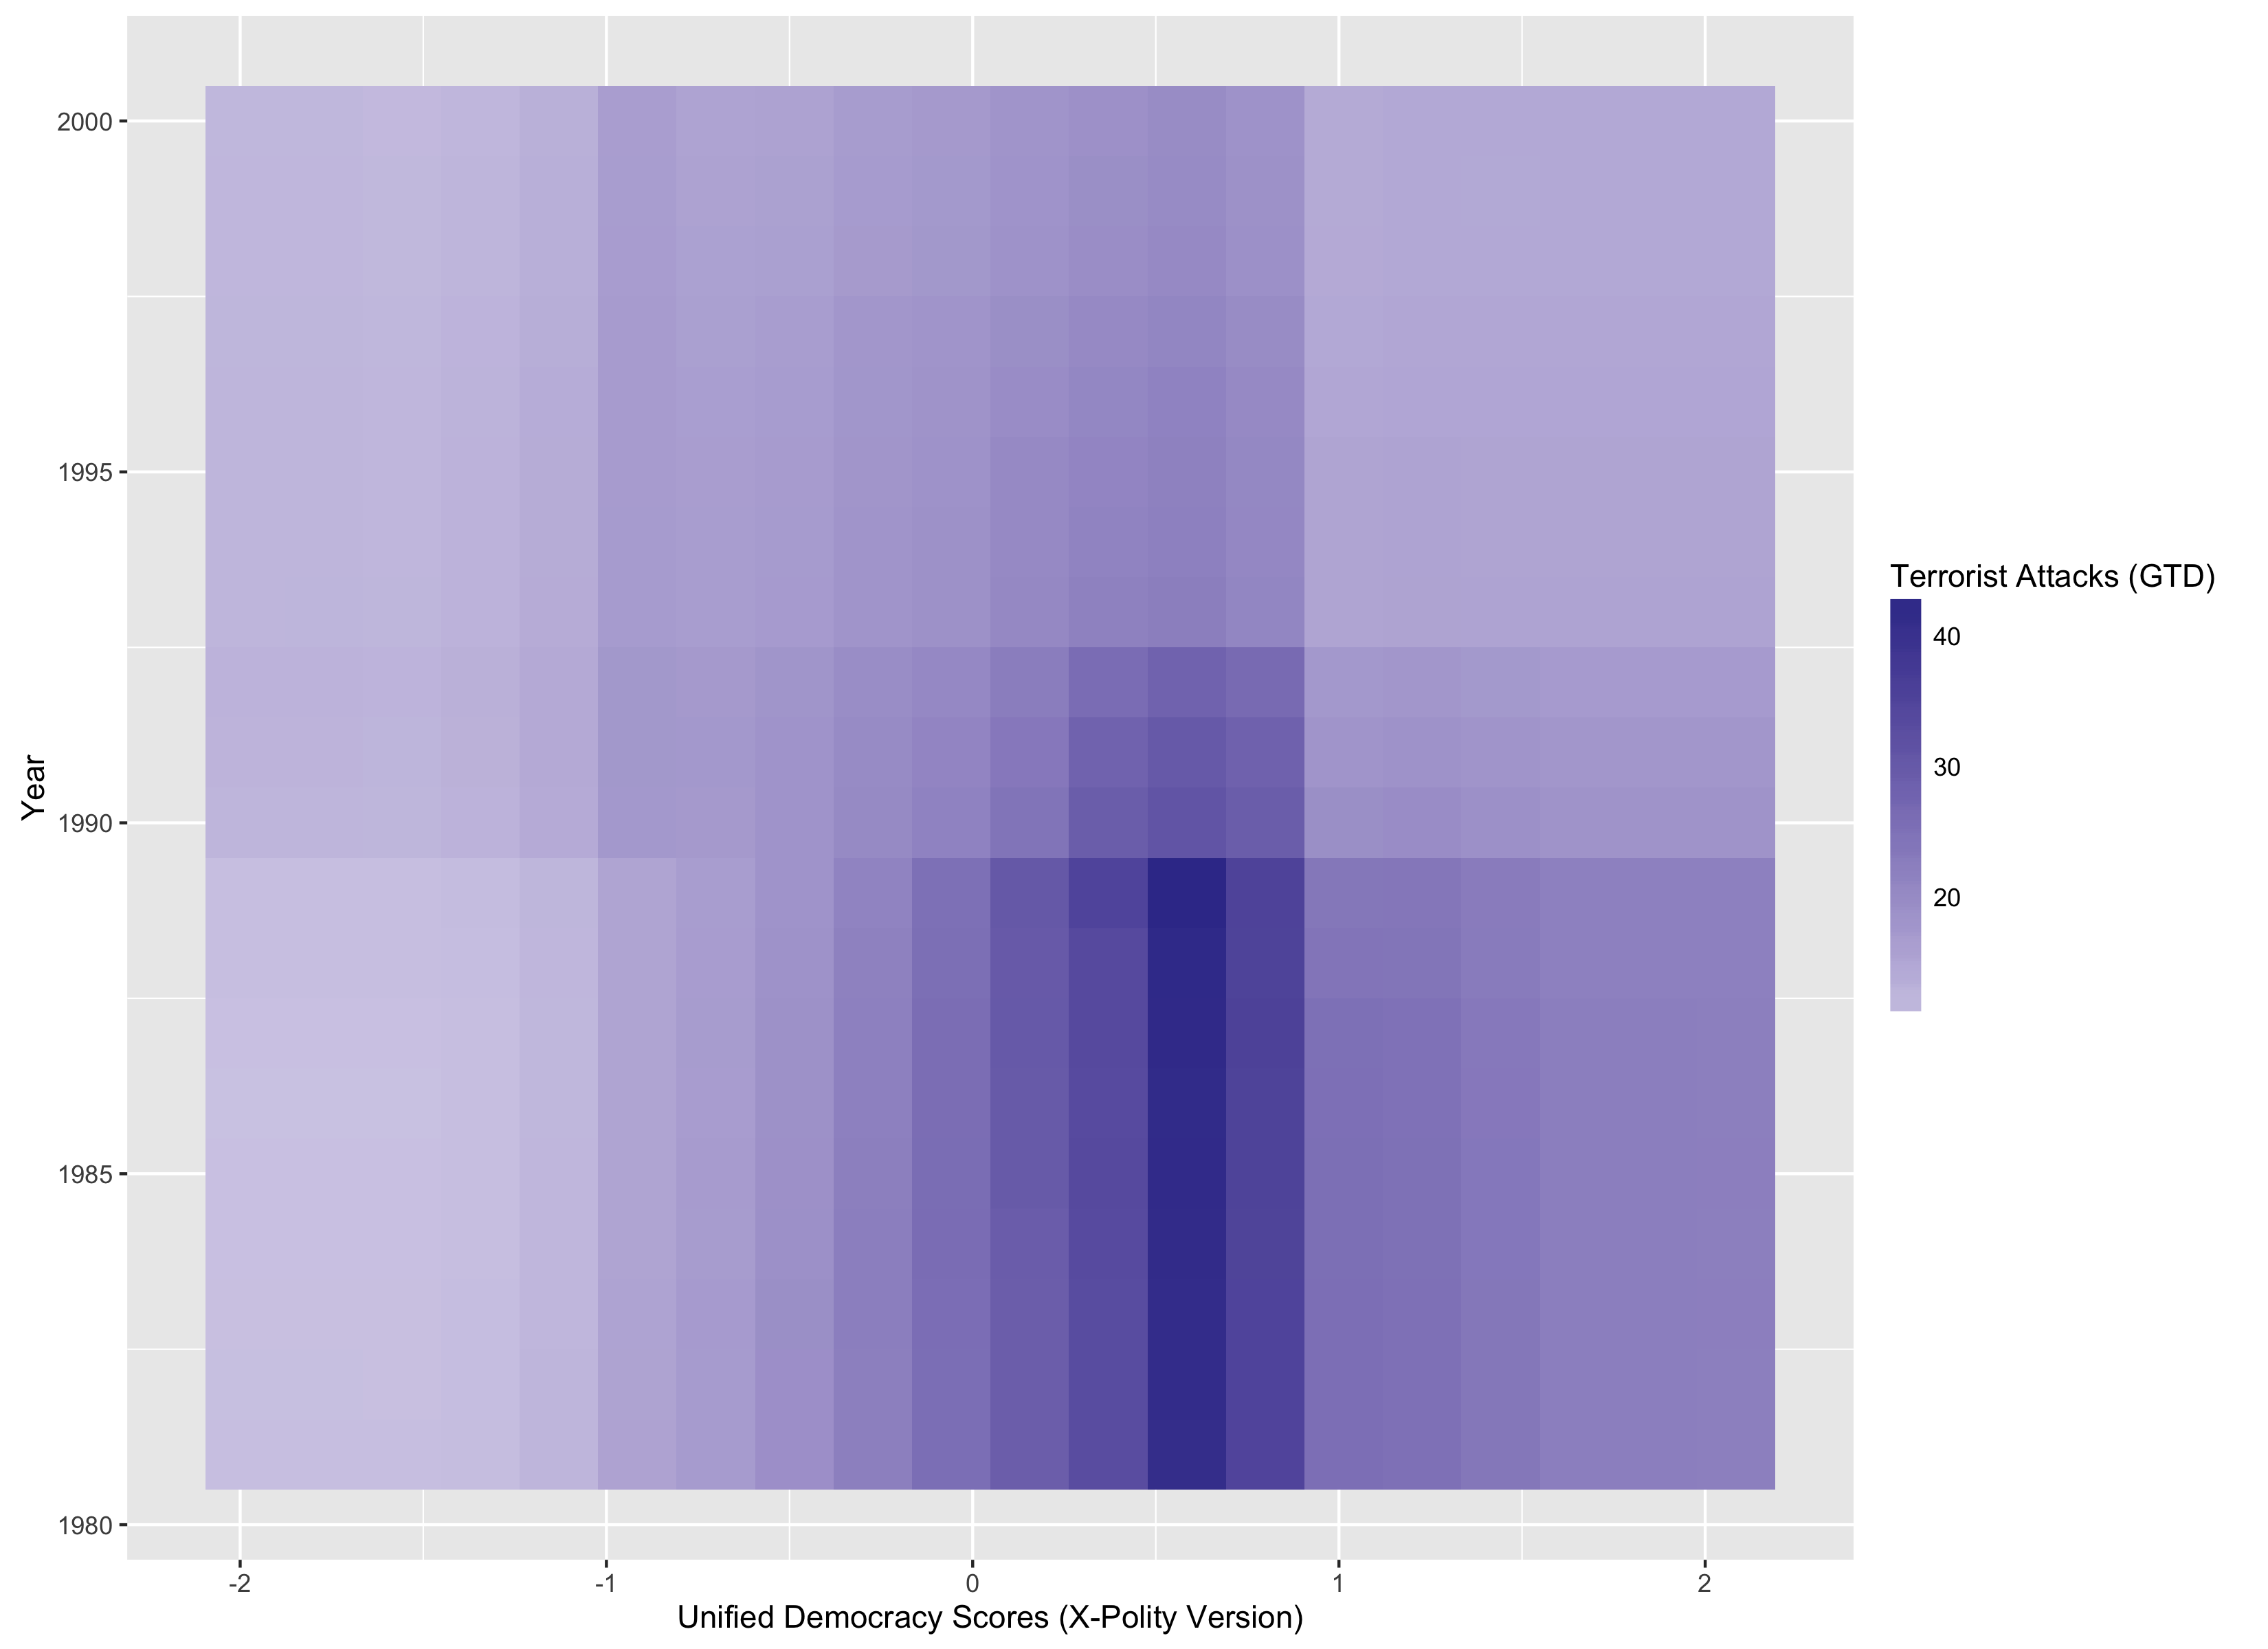 2000
1995
1990
1985
1980
Year
-2 -1 0 1 2
Unified Democracy Scores (X-Polity Version)
Terrorist Attacks (GTD)
40
30
20